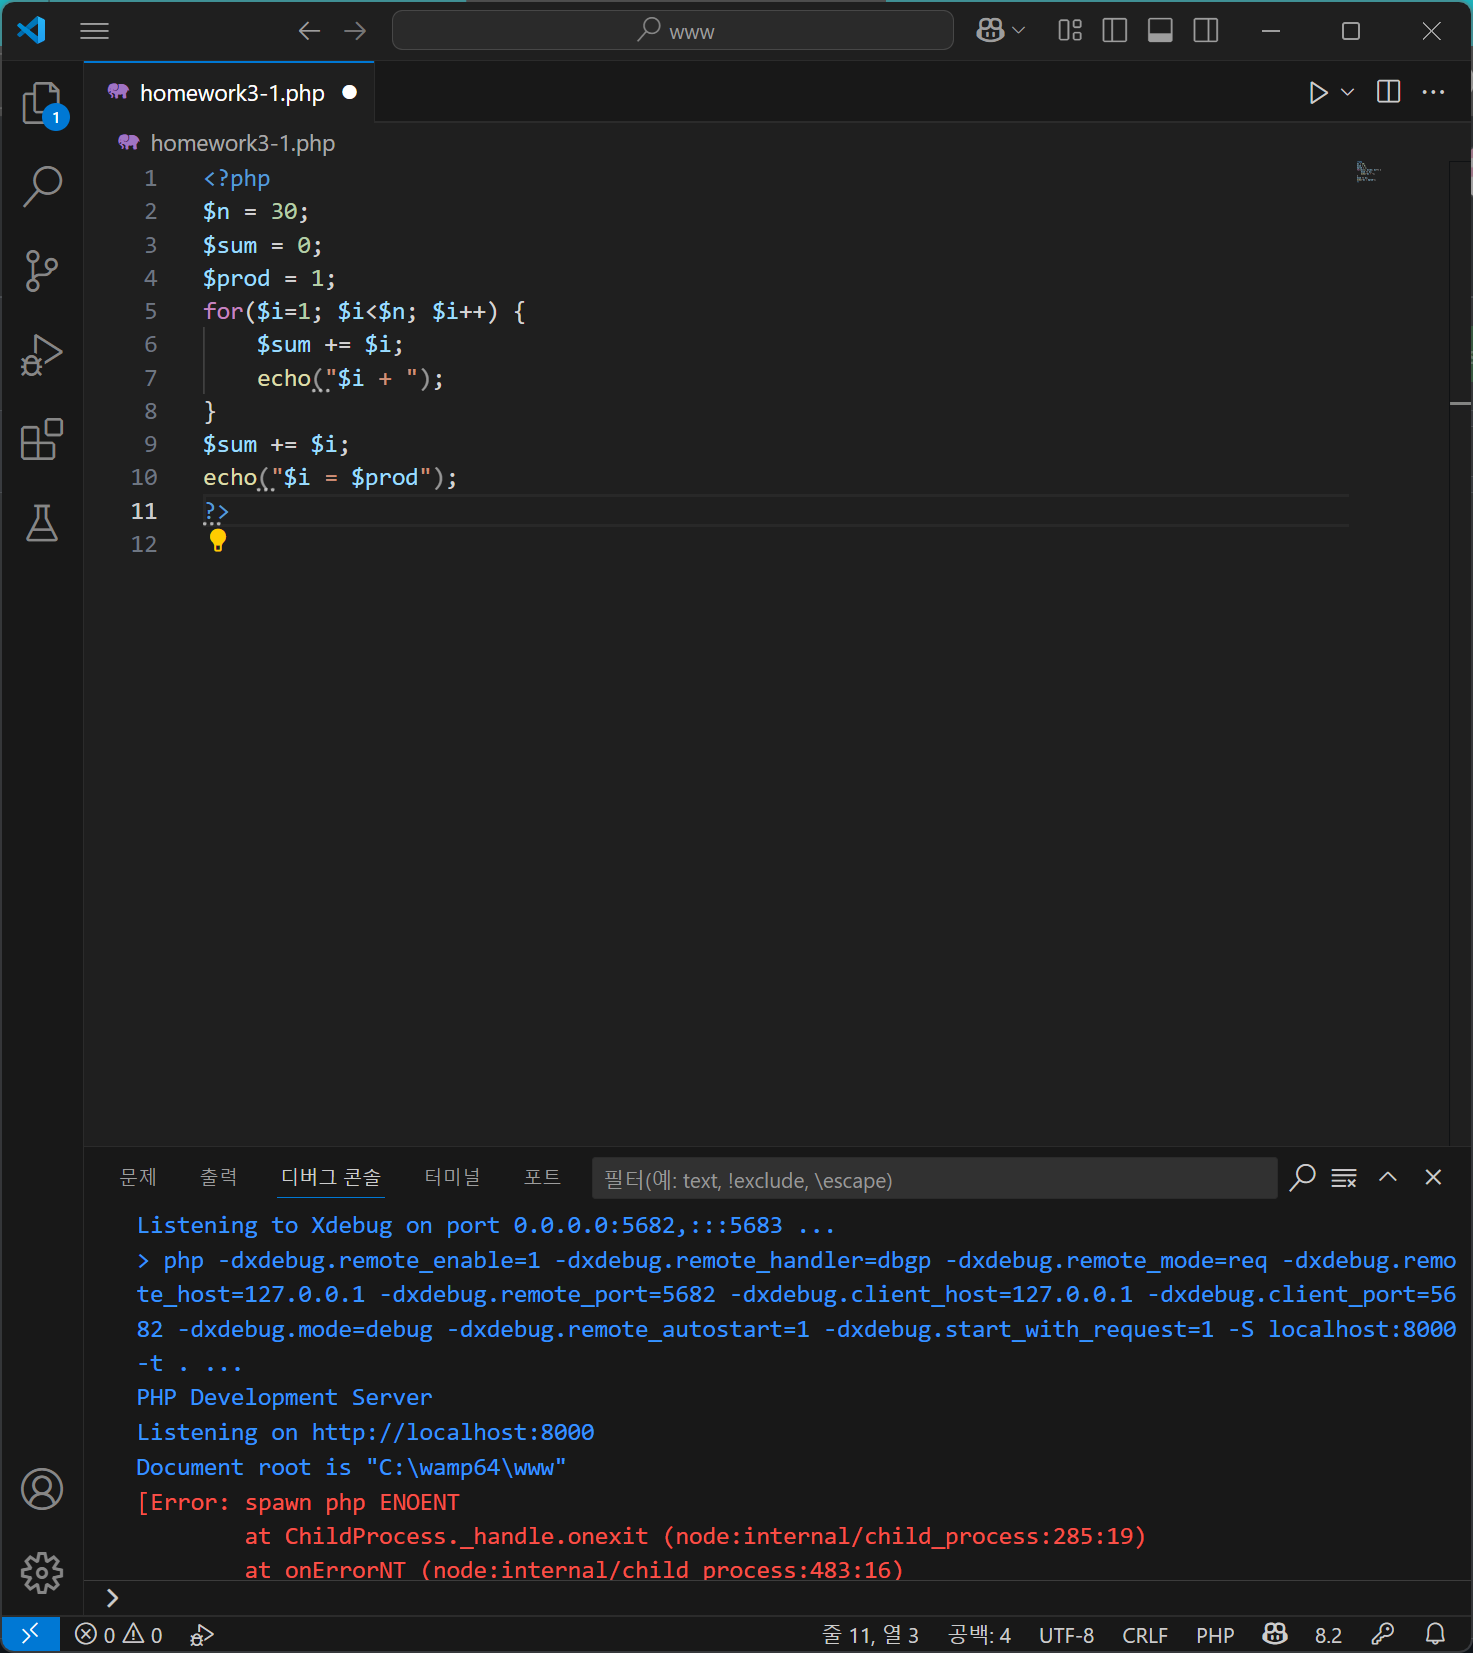 www
homework3-1.php
homework3-1.php
1
1 <?php
2 $n = 30;
3 $sum = 0;
4 $prod = 1;
5 for($i=1; $i<$n; $i++) {
6 $sum += $i;
7 echo("$i + ");
8 }
9 $sum += $i;
10 echo("$i = $prod");
11 ?>
12
문제 출력 디버그 콘솔 터미널 포트 필터(예: text, !exclude, \escape)
Listening to Xdebug on port 0.0.0.0:5682,:::5683 ...
> php -dxdebug.remote_enable=1 -dxdebug.remote_handler=dbgp -dxdebug.remote_mode=req -dxdebug.remo
te_host=127.0.0.1 -dxdebug.remote_port=5682 -dxdebug.client_host=127.0.0.1 -dxdebug.client_port=56
82 -dxdebug.mode=debug -dxdebug.remote_autostart=1 -dxdebug.start_with_request=1 -S localhost:8000
-t . ...
PHP Development Server
Listening on http://localhost:8000
Document root is "C:\wamp64\www"
[Error: spawn php ENOENT
at ChildProcess._handle.onexit (node:internal/child_process:285:19)
at onErrorNT (node:internal/child_process:483:16)
>
0 0 줄 11, 열 3 공백: 4 UTF-8 CRLF PHP 8.2